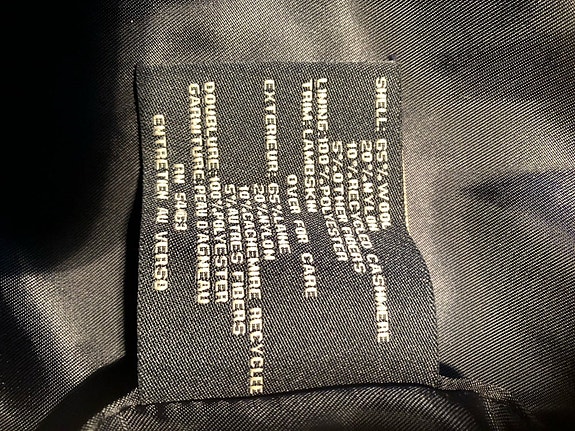 SHELL: 65% WOOL
20% NYLON
10% RECYCLED CASHMERE
5% OTHER FIBERS
LINING: 100% POLYESTER
TRIM: LAMBSKIN
OVER FOR CARE
EXTERIEUR: 65% LAINE
20% NYLON
10% CACHEMIRE RECYCLEE
5% AUTRES FIBERS
DOUBLURE: 100% POLYESTER
GARNITURE: PEAU D'AGNEAU
RN 51463
ENTRETIEN AU VERSO